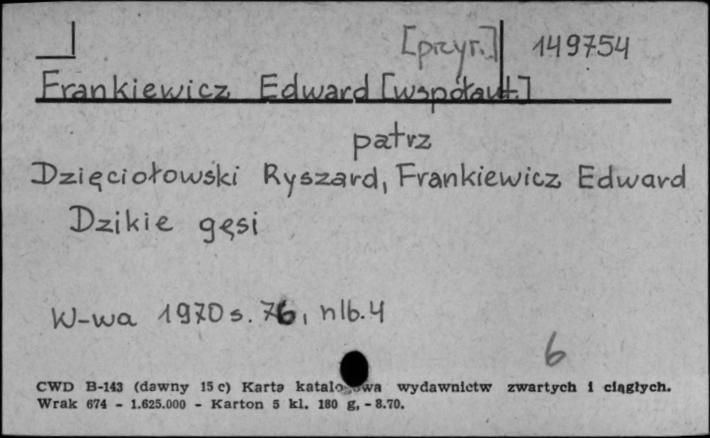 [przyr.] 149754
Frankiewicz Edward [współaut.]
patrz
Dzięciołowski Ryszard, Frankiewicz Edward
Dzikie gęsi
W-wa 1970 s. 76, nlb. 4
6
CWD B-143 (dawny 15 c) Karta katalogowa wydawnictw zwartych i ciągłych.
Wrak 674 - 1.625.000 - Karton 5 kl. 180 g, - 8.70.